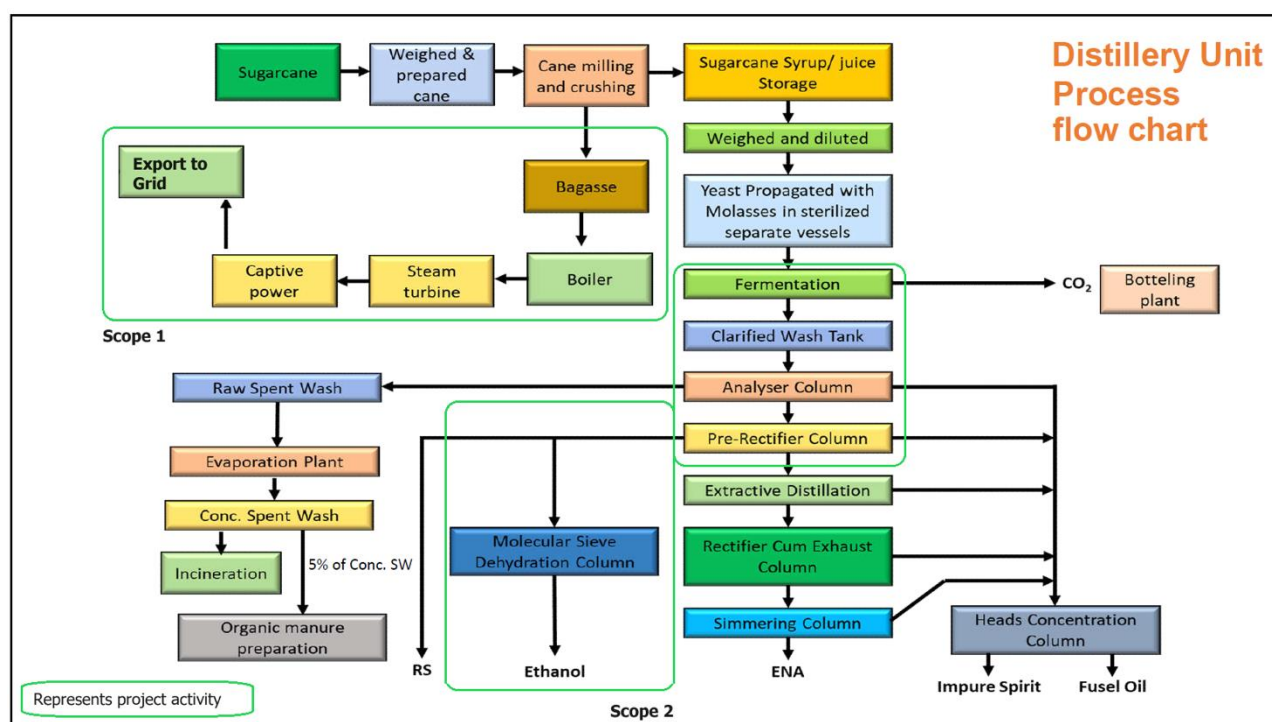 Distillery Unit
Process
flow chart
Sugarcane
Weighed &
prepared
cane
Cane milling
and crushing
Sugarcane Syrup/ juice
Storage
Weighed and diluted
Export to
Grid
Bagasse
Yeast Propagated with
Molasses in sterilized
separate vessels
Captive
power
Steam
turbine
Boiler
Fermentation
CO₂
Botteling
plant
Scope 1
Clarified Wash Tank
Raw Spent Wash
Analyser Column
Pre-Rectifier Column
Evaporation Plant
Extractive Distillation
Conc. Spent Wash
Molecular Sieve
Dehydration Column
Rectifier Cum Exhaust
Column
Incineration
5% of Conc. SW
Simmering Column
Heads Concentration
Column
Organic manure
preparation
RS
Ethanol
ENA
Impure Spirit
Fusel Oil
Represents project activity
Scope 2